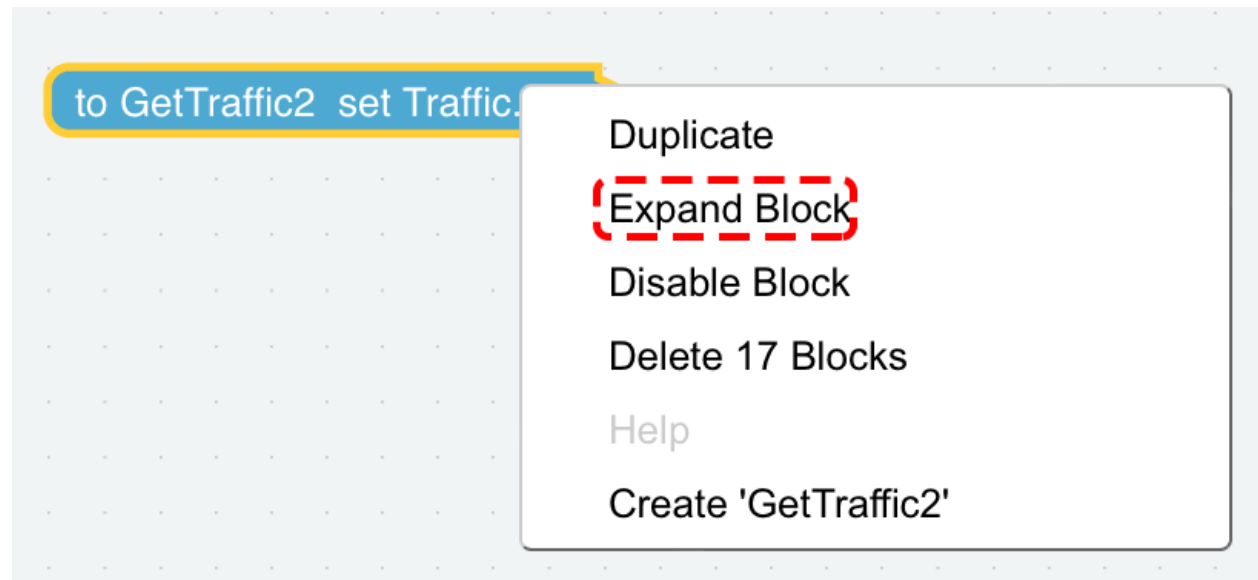 to GetTraffic2 set Traffic.
Duplicate
Expand Block
Disable Block
Delete 17 Blocks
Help
Create 'GetTraffic2'